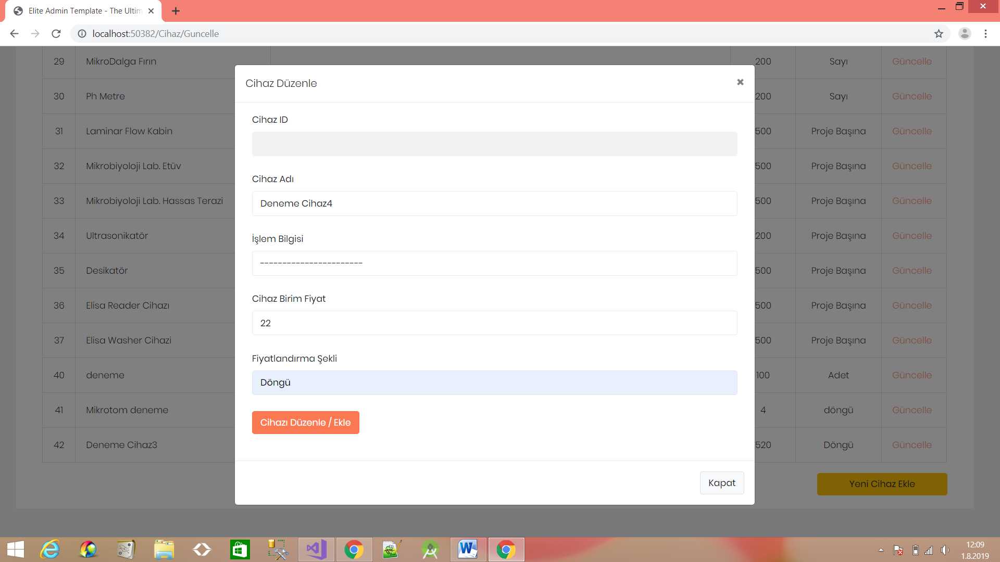 Elite Admin Template - The Ultim
localhost:50382/Cihaz/Guncelle
29 MikroDalga Fırın 200 Sayı Güncelle
Cihaz Düzenle
30 Ph Metre 200 Sayı Güncelle
Cihaz ID
31 Laminar Flow Kabin 500 Proje Başına Güncelle
32 Mikrobiyoloji Lab. Etüv 500 Proje Başına Güncelle
Cihaz Adı
33 Mikrobiyoloji Lab. Hassas Terazi 500 Proje Başına Güncelle
Deneme Cihaz4
34 Ultrasonikatör 200 Proje Başına Güncelle
İşlem Bilgisi
-----------------------
35 Desikatör 500 Proje Başına Güncelle
Cihaz Birim Fiyat
36 Elisa Reader Cihazı 500 Proje Başına Güncelle
22
37 Elisa Washer Cihazi 500 Proje Başına Güncelle
Fiyatlandırma Şekli
40 deneme 100 Adet Güncelle
Döngü
41 Mikrotom deneme 4 döngü Güncelle
Cihazı Düzenle / Ekle
42 Deneme Cihaz3 520 Döngü Güncelle
Kapat
Yeni Cihaz Ekle
12:09
1.8.2019